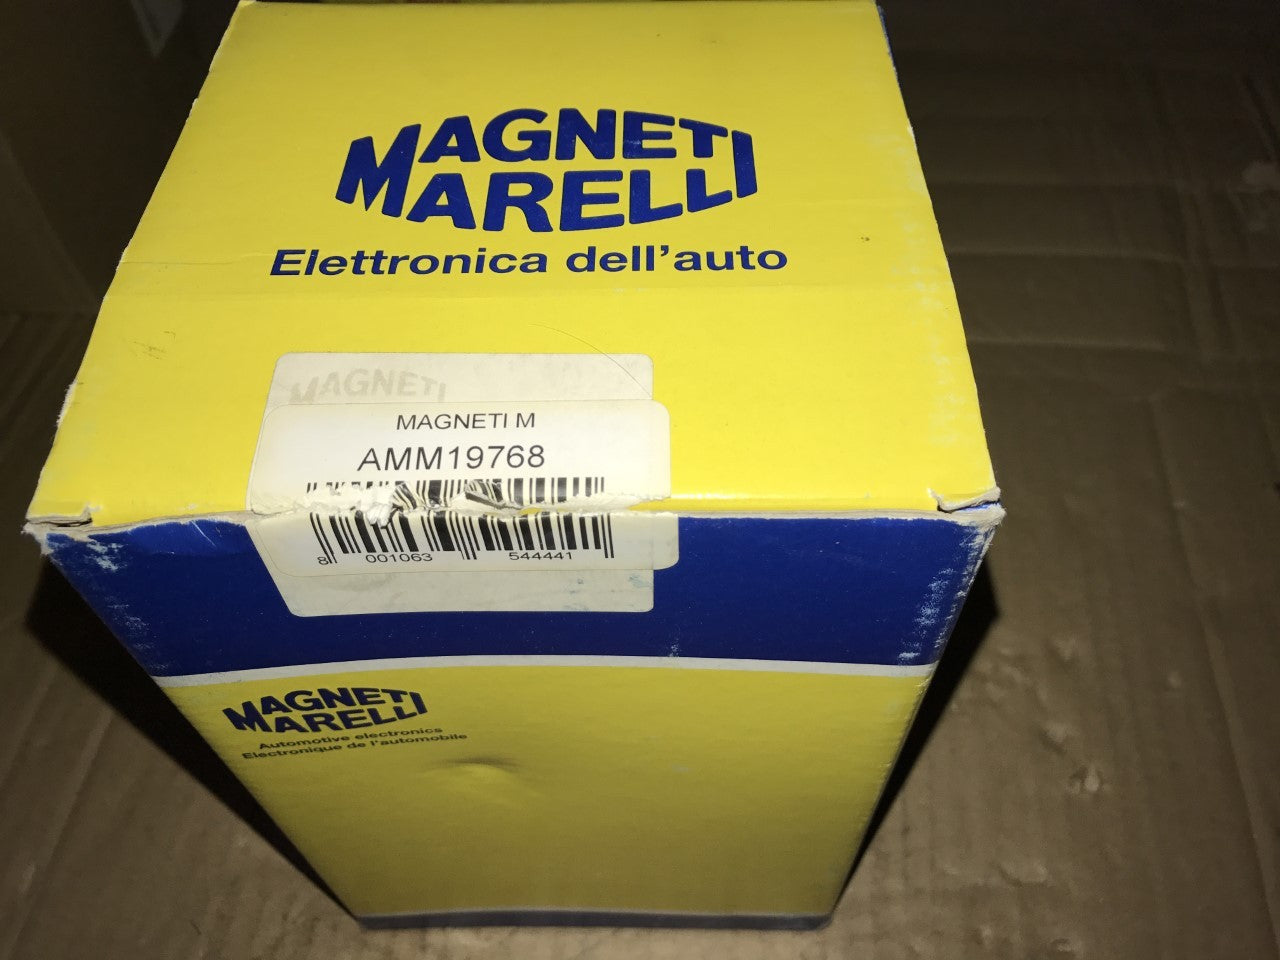 MAGNETI
MARELLI
Elettronica dell'auto
MAGNETI
MAGNETI M
AMM19768
8 001063 544441
MAGNETI
MARELLI
Automotive electronics
Electronique de l'automobile